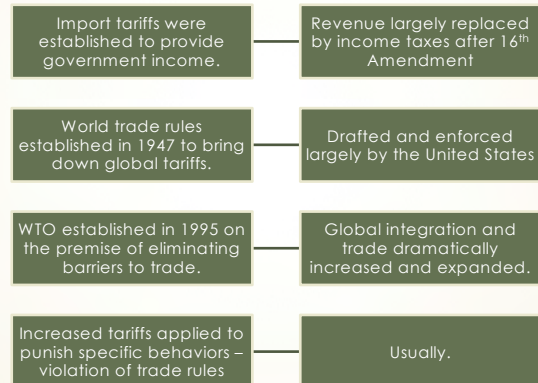 Import tariffs were
established to provide
government income.
Revenue largely replaced
by income taxes after 16th
Amendment
World trade rules
established in 1947 to bring
down global tariffs.
Drafted and enforced
largely by the United States
WTO established in 1995 on
the premise of eliminating
barriers to trade.
Global integration and
trade dramatically
increased and expanded.
Increased tariffs applied to
punish specific behaviors –
violation of trade rules
Usually.